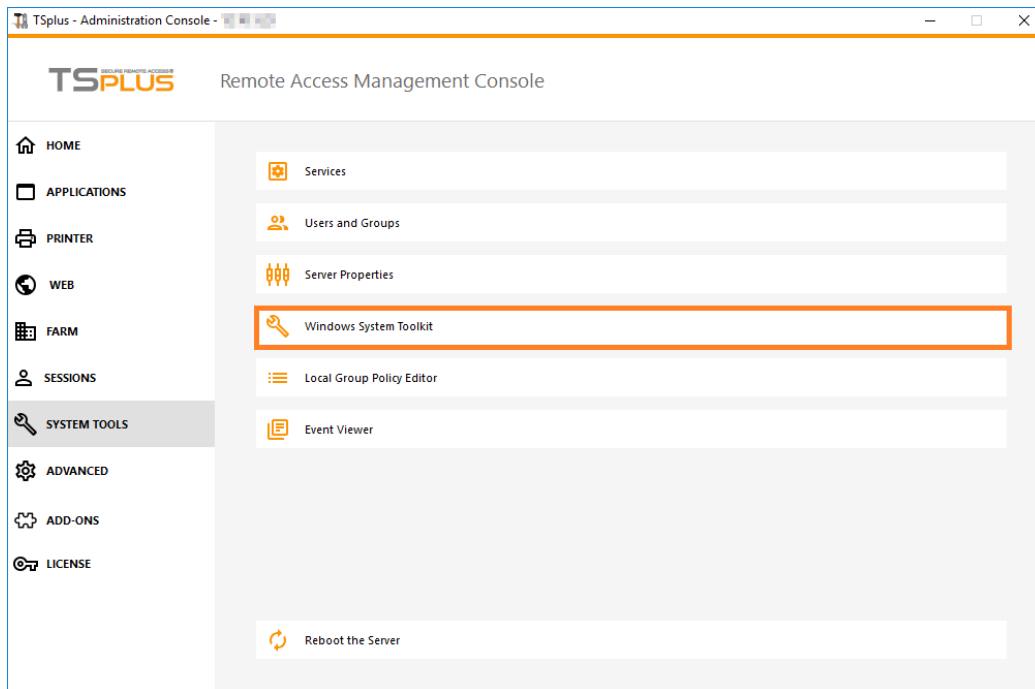 TSplus - Administration Console -
TSPLUS
SECURE REMOTE ACCESS
Remote Access Management Console
HOME
APPLICATIONS
PRINTER
WEB
FARM
SESSIONS
SYSTEM TOOLS
ADVANCED
ADD-ONS
LICENSE
Services
Users and Groups
Server Properties
Windows System Toolkit
Local Group Policy Editor
Event Viewer
Reboot the Server